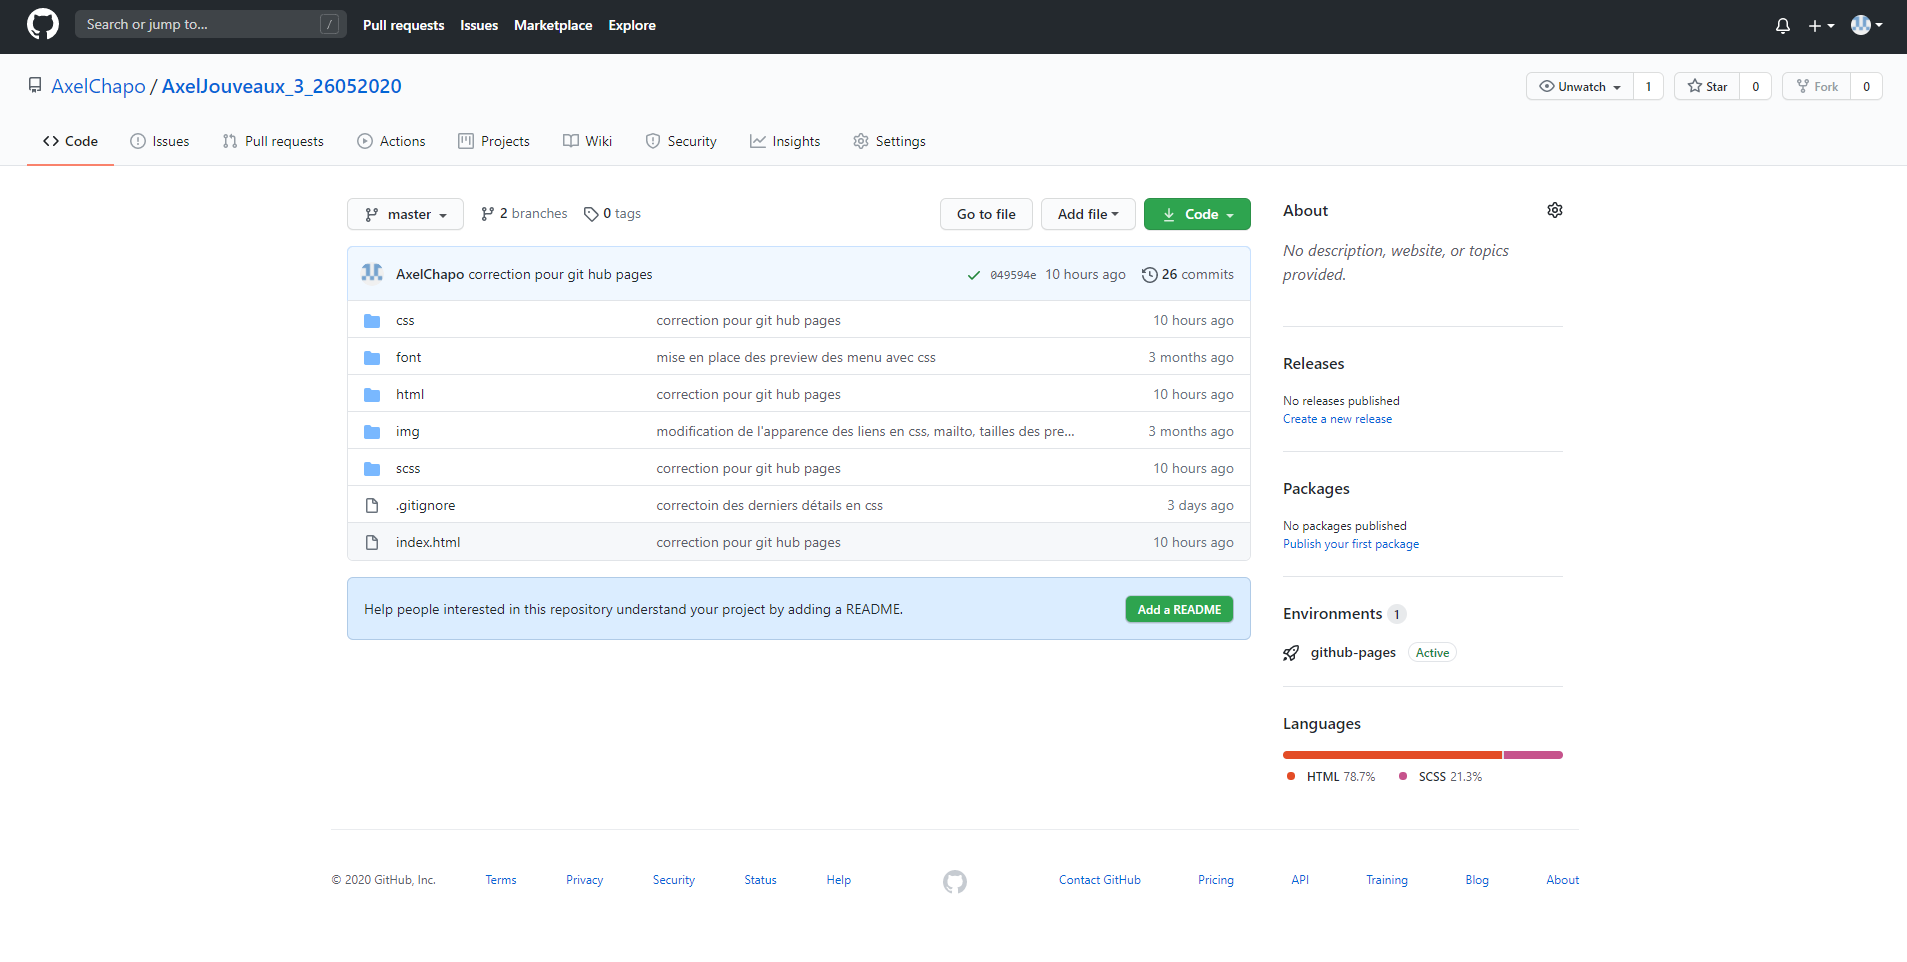 Search or jump to... / Pull requests Issues Marketplace Explore
AxelChapo / AxelJouveaux_3_26052020 Unwatch 1 Star 0 Fork 0
Code Issues Pull requests Actions Projects Wiki Security Insights Settings
master 2 branches 0 tags Go to file Add file Code
AxelChapo correction pour git hub pages 049594e 10 hours ago 26 commits
css correction pour git hub pages 10 hours ago
font mise en place des preview des menu avec css 3 months ago
html correction pour git hub pages 10 hours ago
img modification de l'apparence des liens en css, mailto, tailles des pre... 3 months ago
scss correction pour git hub pages 10 hours ago
.gitignore correctoin des derniers détails en css 3 days ago
index.html correction pour git hub pages 10 hours ago
Help people interested in this repository understand your project by adding a README. Add a README
About
No description, website, or topics
provided.
Releases
No releases published
Create a new release
Packages
No packages published
Publish your first package
Environments 1
github-pages Active
Languages
HTML 78.7% SCSS 21.3%
© 2020 GitHub, Inc. Terms Privacy Security Status Help Contact GitHub Pricing API Training Blog About